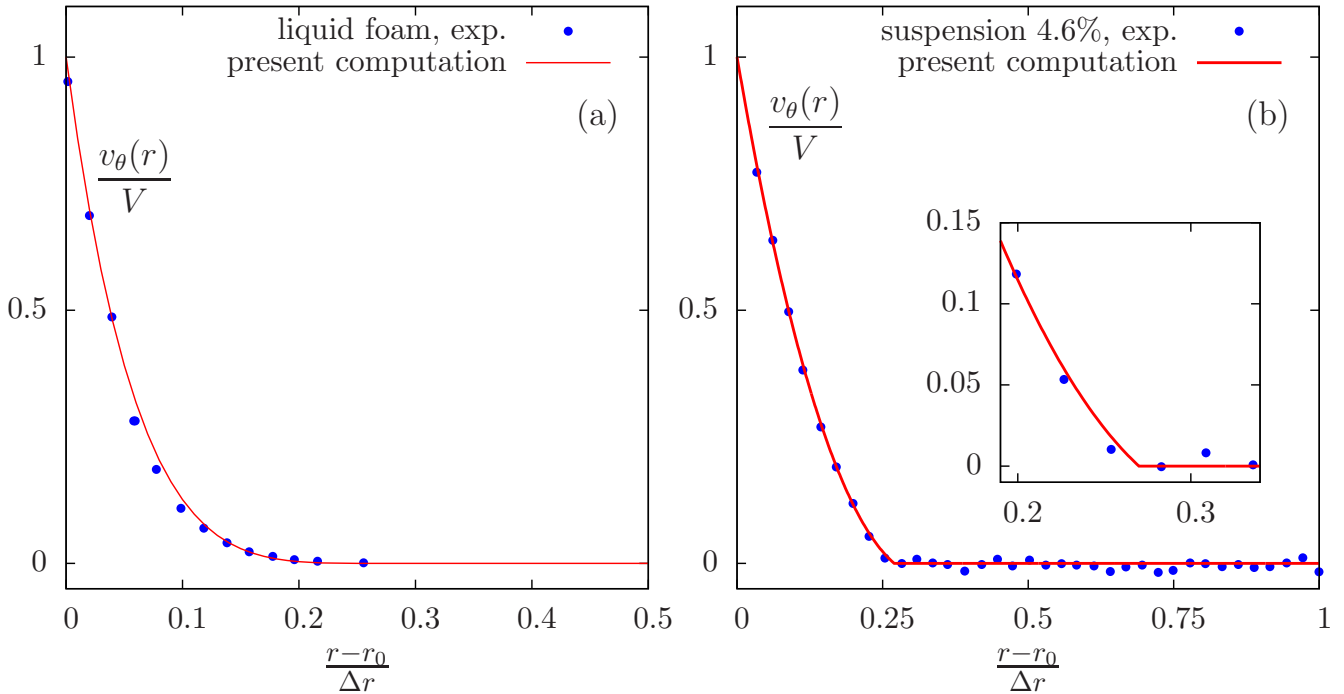 liquid foam, exp.
present computation
(a)
v_θ(r)
V
1
0.5
0
0 0.1 0.2 0.3 0.4 0.5
r−r_0
Δr
suspension 4.6%, exp.
present computation
(b)
v_θ(r)
V
1
0.5
0
0.15
0.1
0.05
0
0.2 0.3
0 0.25 0.5 0.75 1
r−r_0
Δr